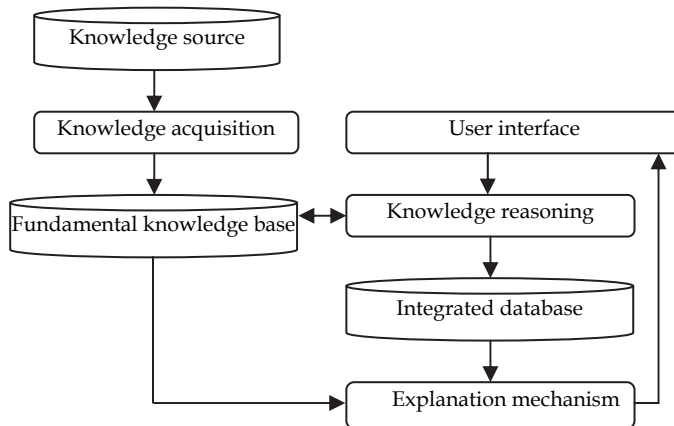 Knowledge source
Knowledge acquisition
User interface
Fundamental knowledge base
Knowledge reasoning
Integrated database
Explanation mechanism